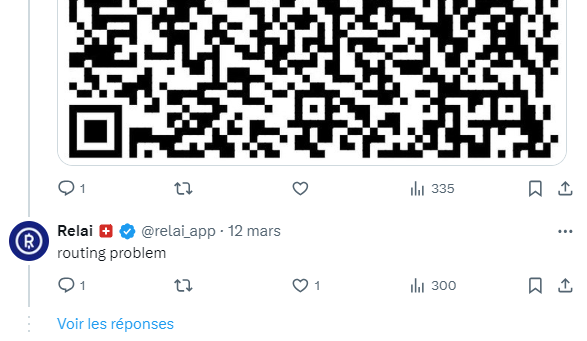 1 335
Relai @relai_app · 12 mars
routing problem
1 1 300
Voir les réponses